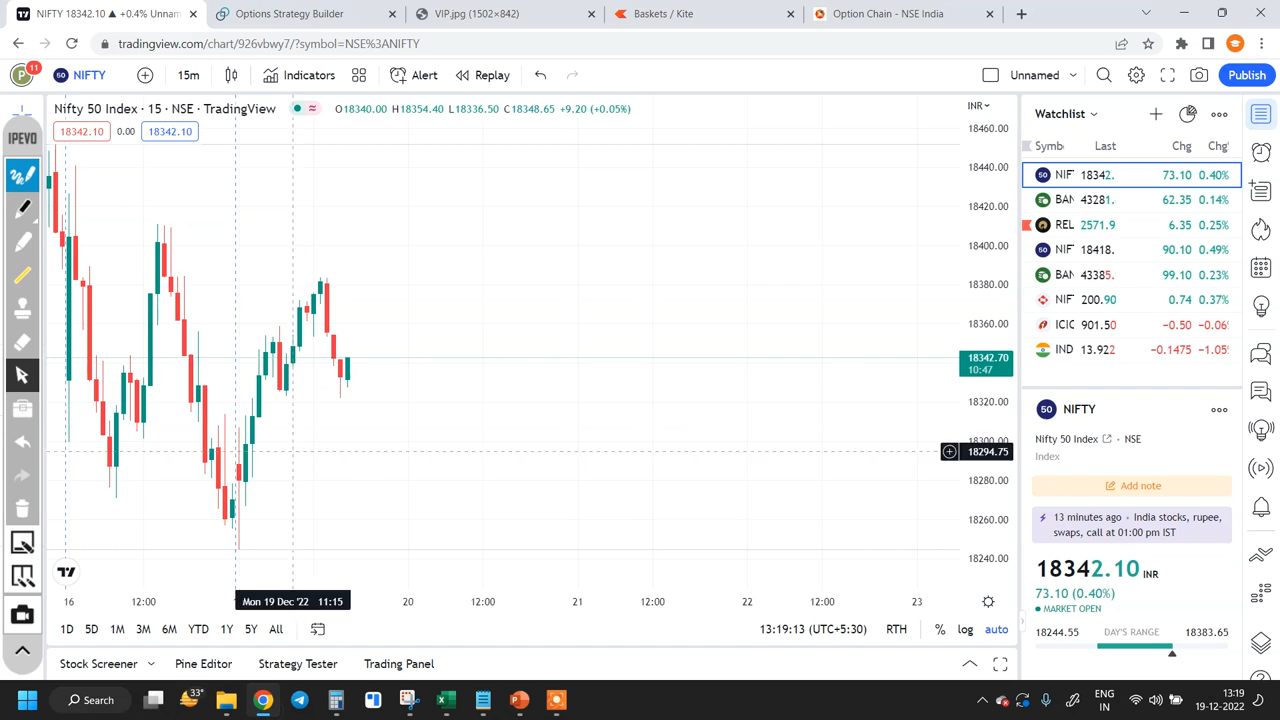 NIFTY 18342.10 ▲ +0.4% Unnam
Options Strategy Builder
VIP.jpg (1502×842)
Baskets / Kite
Option Chain - NSE India
tradingview.com/chart/926vbwy7/?symbol=NSE%3ANIFTY
P
11
50 NIFTY
15m
Indicators
Alert
Replay
Unnamed
Publish
Nifty 50 Index · 15 · NSE · TradingView
O18340.00 H18354.40 L18336.50 C18348.65 +9.20 (+0.05%)
18342.10 0.00 18342.10
IPEVO
INR
18460.00
18440.00
18420.00
18400.00
18380.00
18360.00
18342.70
10:47
18320.00
18300.00
18294.75
18280.00
18260.00
18240.00
16 12:00
Mon 19 Dec '22 11:15
20 12:00 21 12:00 22 12:00 23
1D 5D 1M 3M 6M YTD 1Y 5Y All
13:19:13 (UTC+5:30) RTH % log auto
Stock Screener Pine Editor Strategy Tester Trading Panel
Watchlist
Symb Last Chg Chg
50 NIF 18342. 73.10 0.40%
BAN 43281. 62.35 0.14%
REL 2571.9 6.35 0.25%
50 NIF 18418. 90.10 0.49%
BAN 43385. 99.10 0.23%
NIF 200.90 0.74 0.37%
ICIC 901.50 −0.50 −0.06
IND 13.922 −0.1475 −1.05
50 NIFTY
Nifty 50 Index · NSE
Index
Add note
13 minutes ago · India stocks, rupee,
swaps, call at 01:00 pm IST
18342.10 INR
73.10 (0.40%)
MARKET OPEN
18244.55 DAY'S RANGE 18383.65
Search
33°
ENG
IN
13:19
19-12-2022